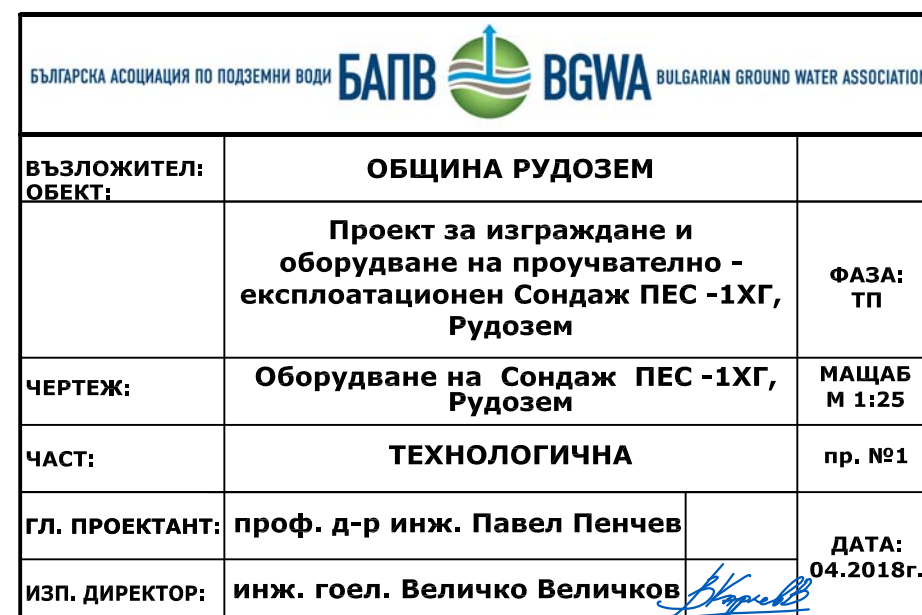 БЪЛГАРСКА АСОЦИАЦИЯ ПО ПОДЗЕМНИ ВОДИ БАПВ BGWA BULGARIAN GROUND WATER ASSOCIATION
ВЪЗЛОЖИТЕЛ: ОБЩИНА РУДОЗЕМ
ОБЕКТ:
Проект за изграждане и
оборудване на проучвателно -
експлоатационен Сондаж ПЕС -1ХГ,
Рудозем
ФАЗА:
ТП
ЧЕРТЕЖ:
Оборудване на Сондаж ПЕС -1ХГ,
Рудозем
МАЩАБ
М 1:25
ЧАСТ: ТЕХНОЛОГИЧНА пр. №1
ГЛ. ПРОЕКТАНТ: проф. д-р инж. Павел Пенчев
ИЗП. ДИРЕКТОР: инж. гоел. Величко Величков
ДАТА:
04.2018г.